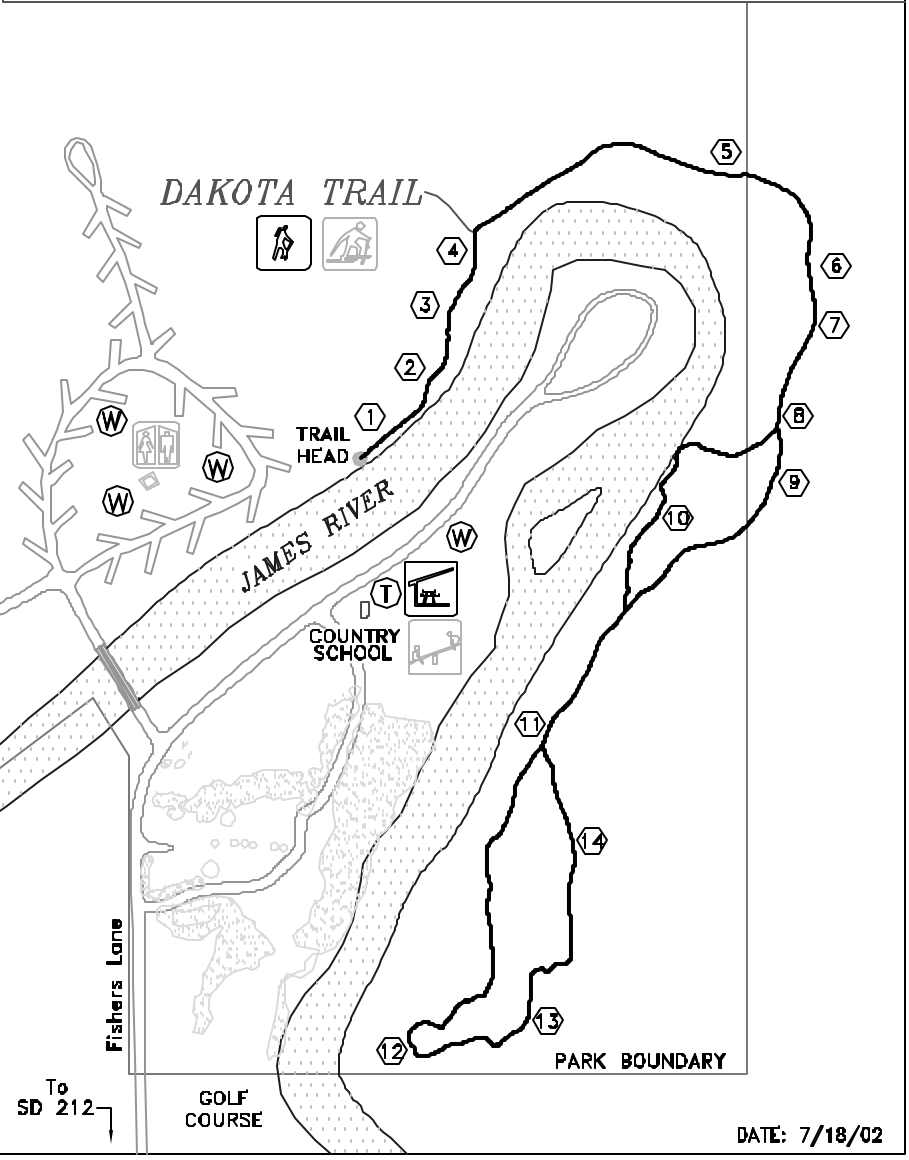 5
DAKOTA TRAIL
4
6
3
7
2
1
8
W
TRAIL
HEAD
W
9
W
JAMES RIVER
10
W
T
COUNTRY
SCHOOL
11
14
Fishers Lane
13
12
PARK BOUNDARY
To
SD 212
GOLF
COURSE
DATE: 7/18/02